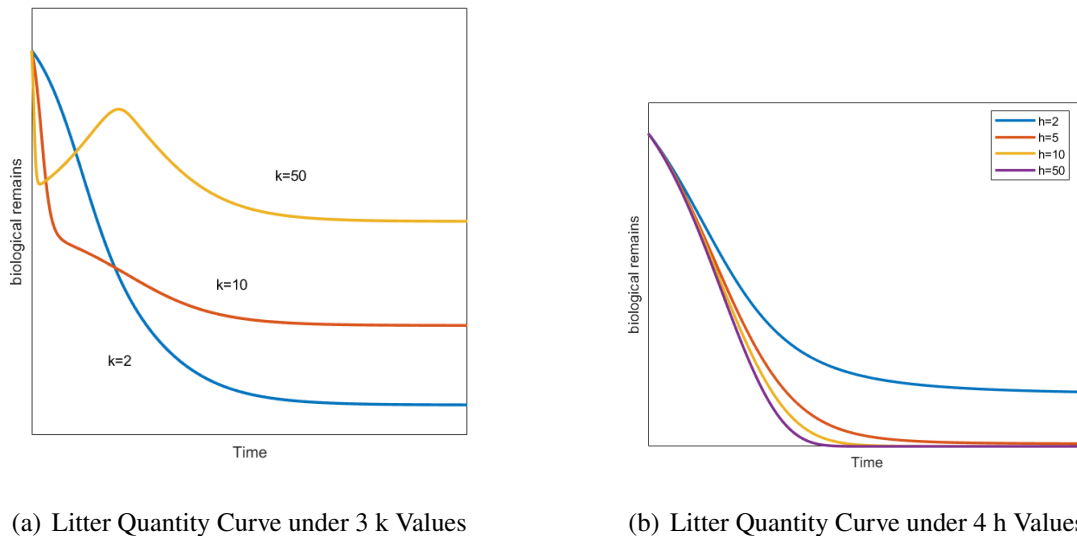 biological remains
k=50
k=10
k=2
Time
(a) Litter Quantity Curve under 3 k Values
biological remains
h=2
h=5
h=10
h=50
Time
(b) Litter Quantity Curve under 4 h Values